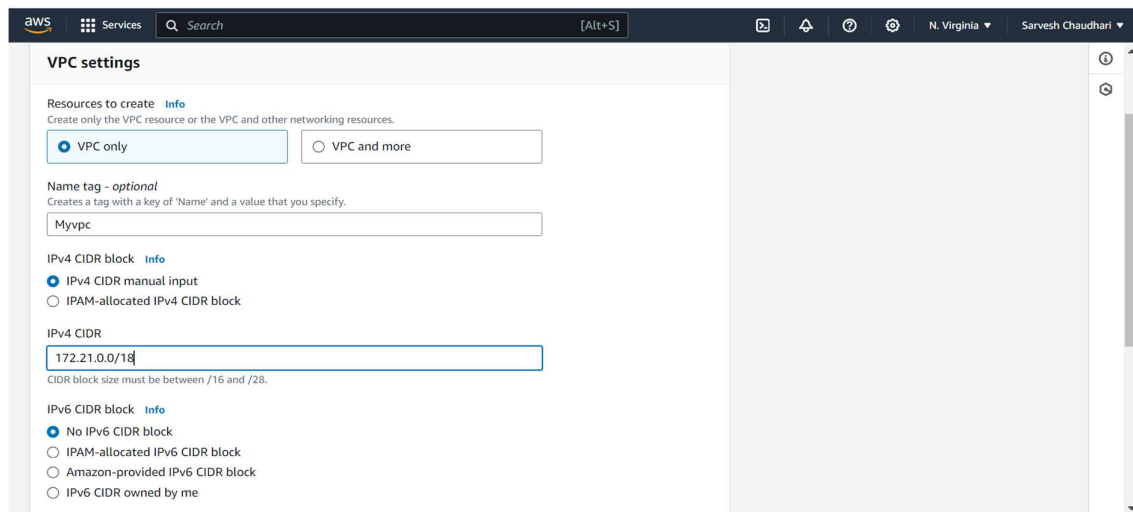 aws Services Search [Alt+S] N. Virginia ▼ Sarvesh Chaudhari ▼
VPC settings
Resources to create Info
Create only the VPC resource or the VPC and other networking resources.
VPC only VPC and more
Name tag - optional
Creates a tag with a key of 'Name' and a value that you specify.
Myvpc
IPv4 CIDR block Info
IPv4 CIDR manual input
IPAM-allocated IPv4 CIDR block
IPv4 CIDR
172.21.0.0/18
CIDR block size must be between /16 and /28.
IPv6 CIDR block Info
No IPv6 CIDR block
IPAM-allocated IPv6 CIDR block
Amazon-provided IPv6 CIDR block
IPv6 CIDR owned by me